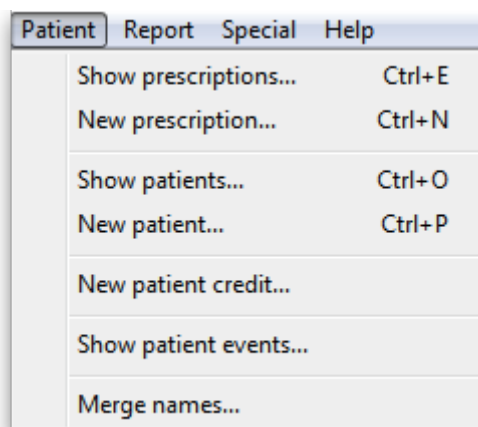 Patient Report Special Help
Show prescriptions... Ctrl+E
New prescription... Ctrl+N
Show patients... Ctrl+O
New patient... Ctrl+P
New patient credit...
Show patient events...
Merge names...